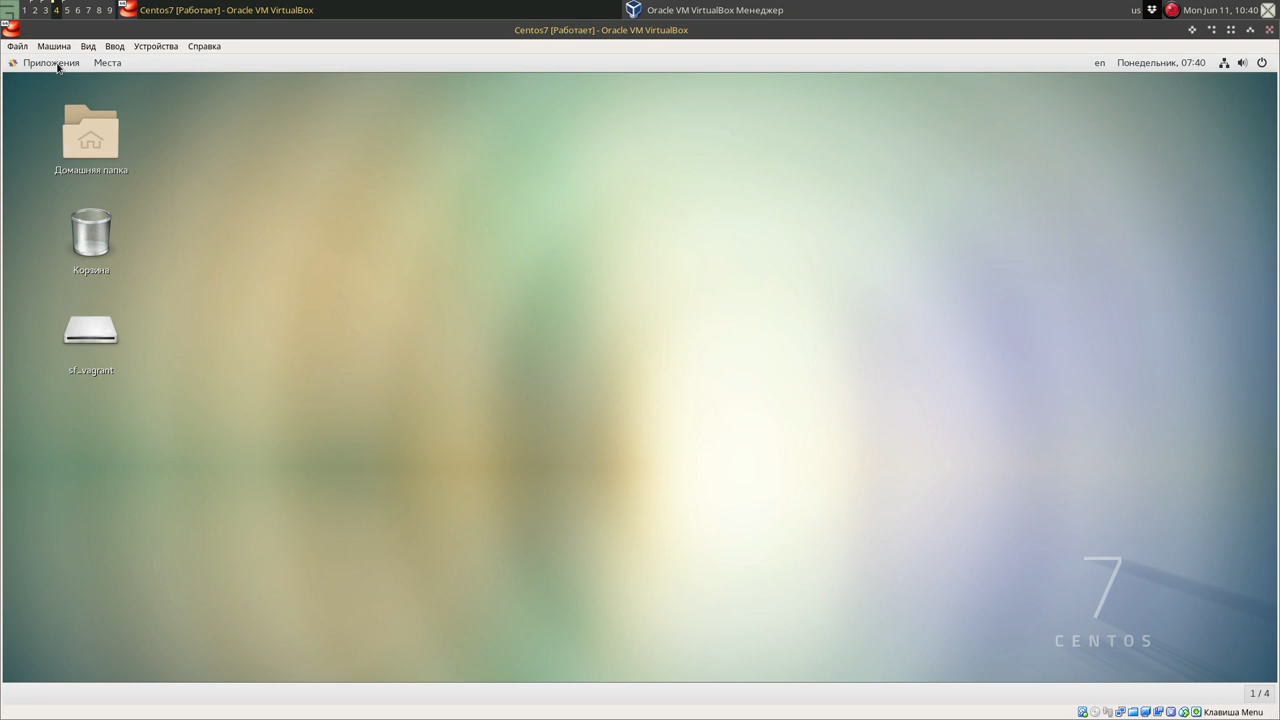 1 2 3 4 5 6 7 8 9 Centos7 [Работает] - Oracle VM VirtualBox Oracle VM VirtualBox Менеджер us Mon Jun 11, 10:40
Centos7 [Работает] - Oracle VM VirtualBox
Файл Машина Вид Ввод Устройства Справка
Приложения Места en Понедельник, 07:40
Домашняя папка
Корзина
sf_vagrant
7
CENTOS
1 / 4
Клавиша Menu